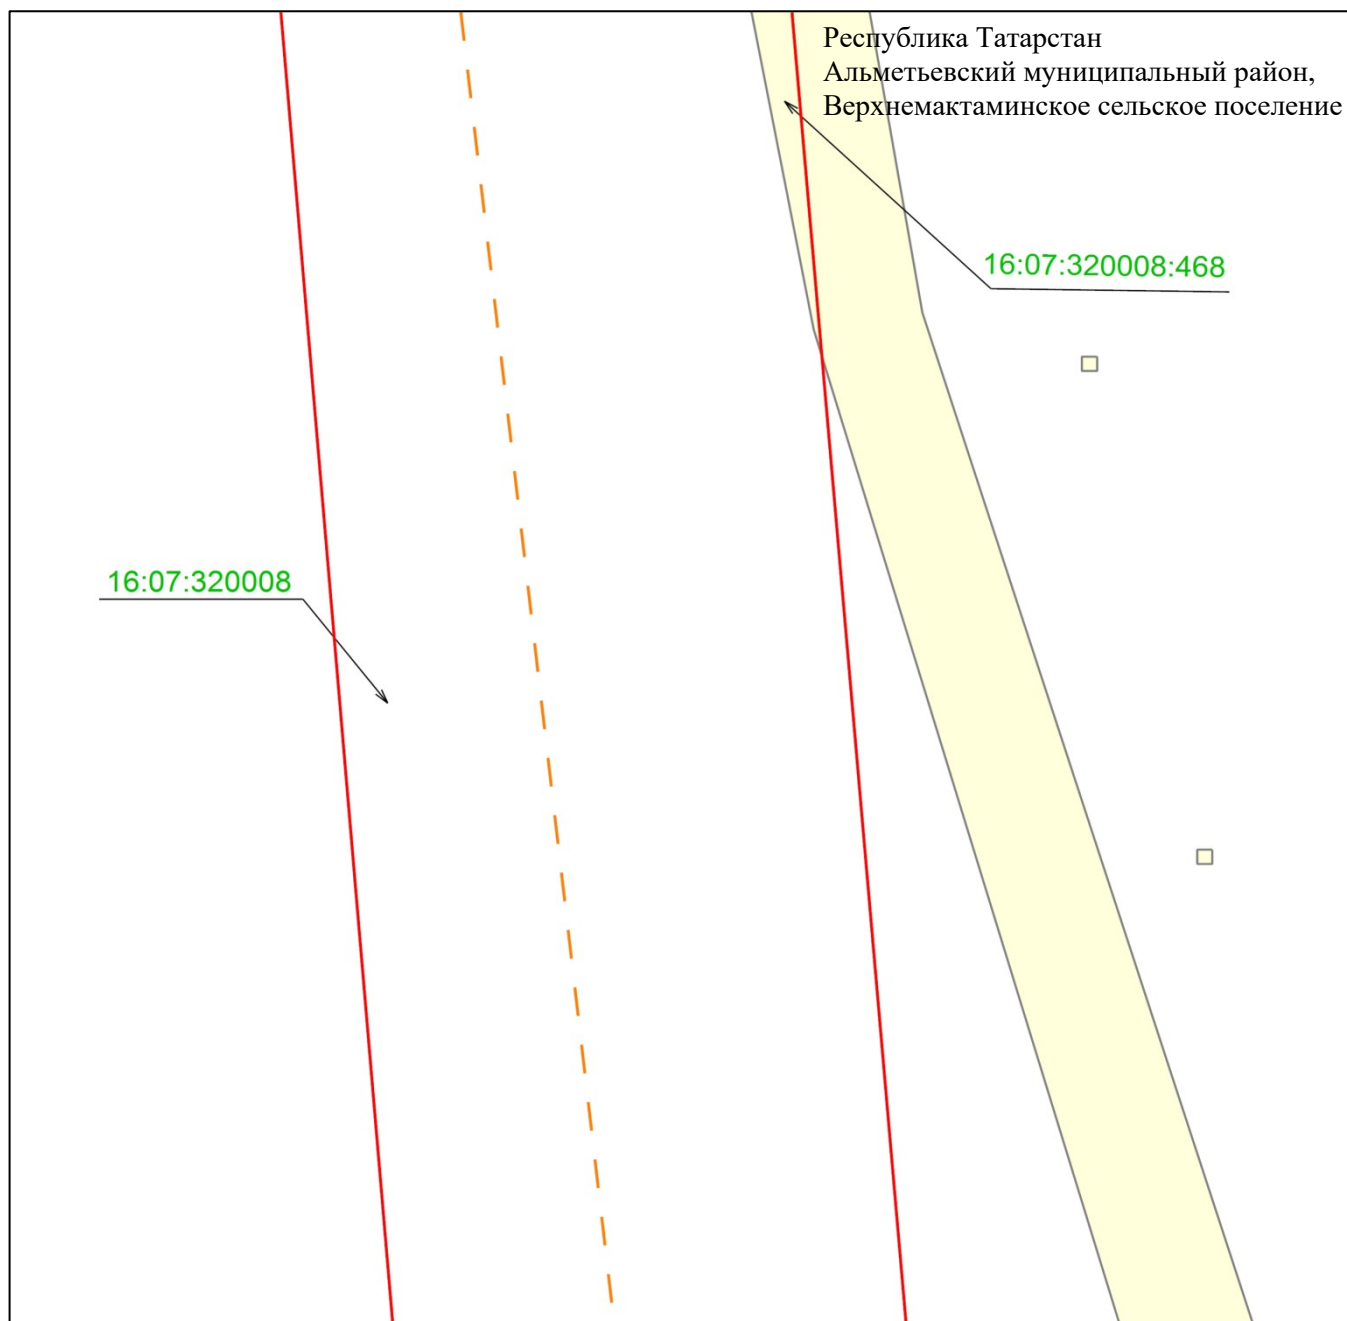 Республика Татарстан
Альметьевский муниципальный район,
Верхнемактаминское сельское поселение
16:07:320008:468
16:07:320008